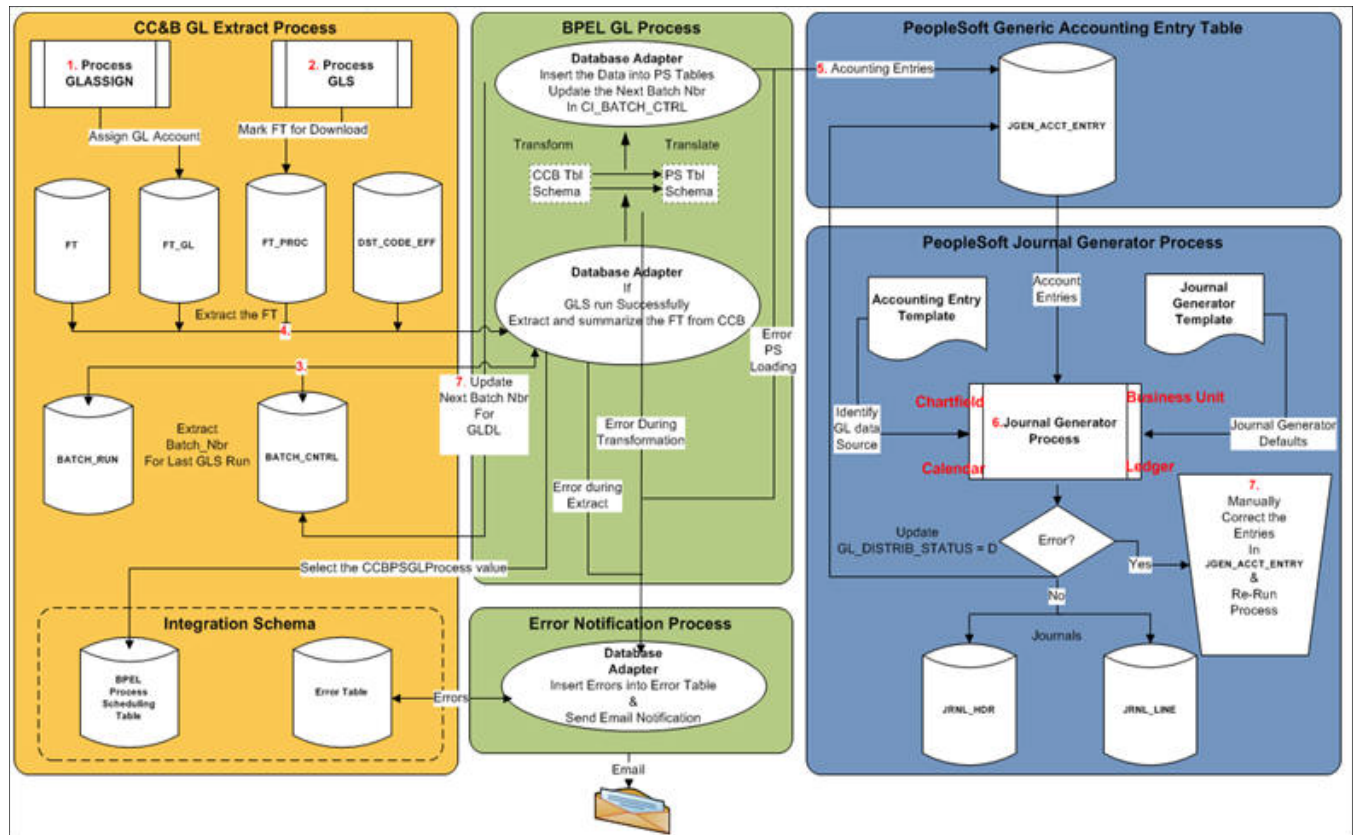 CC&B GL Extract Process
1. Process
GLASSIGN
2. Process
GLS
Assign GL Account
Mark FT for Download
FT
FT_GL
FT_PROC
DST_CODE_EFF
Extract the FT
4.
3.
BATCH_RUN
Extract
Batch_Nbr
For Last GLS Run
BATCH_CNTRL
7. Update
Next Batch Nbr
For
GLDL
Select the CCBPSGLProcess value
Integration Schema
BPEL
Process
Scheduling
Table
Error Table
Errors
BPEL GL Process
Database Adapter
Insert the Data into PS Tables
Update the Next Batch Nbr
In CI_BATCH_CTRL
Transform
Translate
CCB Tbl
Schema
PS Tbl
Schema
Database Adapter
If
GLS run Successfully
Extract and summarize the FT from CCB
Error
PS
Loading
Error During
Transformation
Error during
Extract
Error Notification Process
Database
Adapter
Insert Errors into Error Table
&
Send Email Notification
Email
PeopleSoft Generic Accounting Entry Table
5. Acounting Entries
JGEN_ACCT_ENTRY
PeopleSoft Journal Generator Process
Account
Entries
Accounting Entry
Template
Journal
Generator
Template
Identify
GL data
Source
Chartfield
Business Unit
6.Journal Generator
Process
Calendar
Ledger
Journal Generator
Defaults
Update
GL_DISTRIB_STATUS = D
Error?
Yes
No
7.
Manually
Correct the
Entries
In
JGEN_ACCT_ENTRY
&
Re-Run
Process
Journals
JRNL_HDR
JRNL_LINE